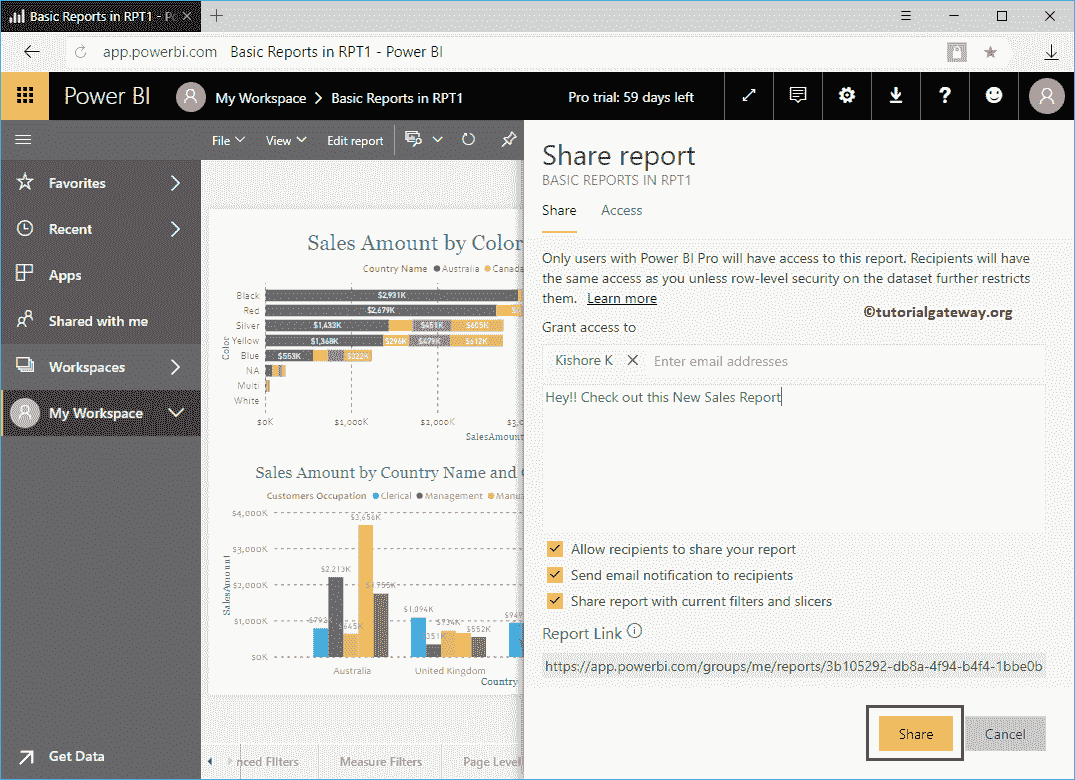 Basic Reports in RPT1 - Po
app.powerbi.com Basic Reports in RPT1 - Power BI
Power BI My Workspace > Basic Reports in RPT1 Pro trial: 59 days left
File View Edit report
Favorites
Recent
Apps
Shared with me
Workspaces
My Workspace
Get Data
Sales Amount by Color
Country Name Australia Canada
Color
Black $2,931K
Red $2,679K
Silver $1,433K $451K $605K
Yellow $1,368K $296K $479K $612K
Blue $553K $322K
NA
Multi
White
$0K $1,000K $2,000K
SalesAmount
Sales Amount by Country Name and
Customers Occupation Clerical Management Manua
SalesAmount
$4,000K
$3,000K
$2,000K
$1,000K
$0K
$792K $2,213K $645K $3,656K $1,755K
$1,094K $351K $734K $552K
Australia United Kingdom
Country
nced FIlters Measure Filters Page Level
Share report
BASIC REPORTS IN RPT1
Share Access
Only users with Power BI Pro will have access to this report. Recipients will have
the same access as you unless row-level security on the dataset further restricts
them. Learn more
©tutorialgateway.org
Grant access to
Kishore K Enter email addresses
Hey!! Check out this New Sales Report
Allow recipients to share your report
Send email notification to recipients
Share report with current filters and slicers
Report Link
https://app.powerbi.com/groups/me/reports/3b105292-db8a-4f94-b4f4-1bbe0b
Share Cancel